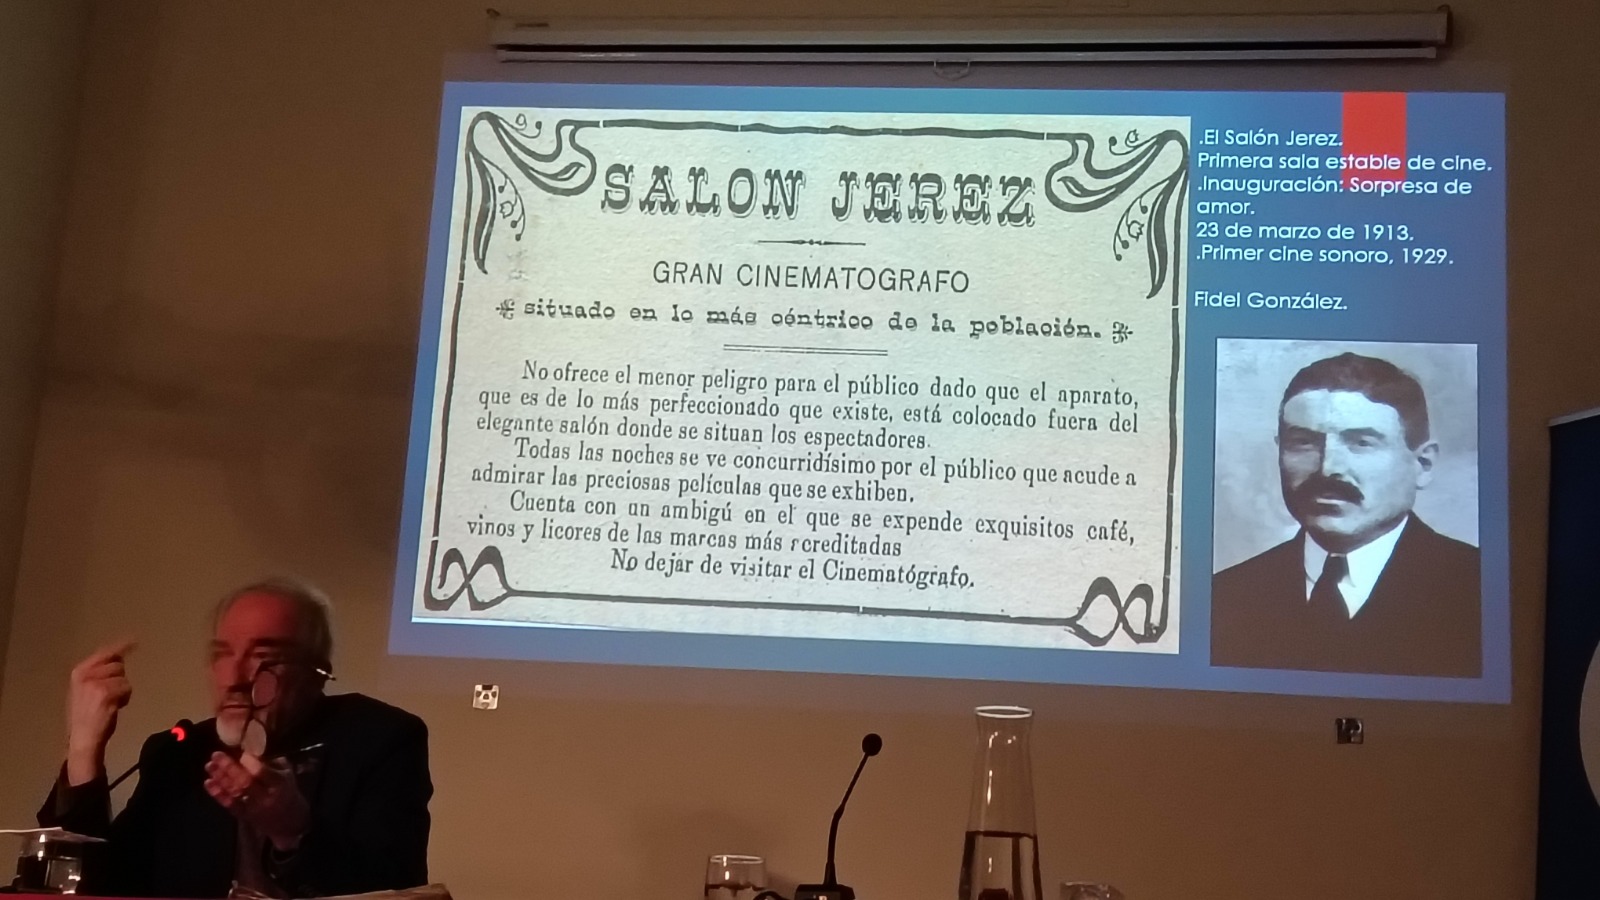 SALON JEREZ
GRAN CINEMATOGRAFO
situado en lo más céntrico de la población.
No ofrece el menor peligro para el público dado que el aparato,
que es de lo más perfeccionado que existe, está colocado fuera del
elegante salón donde se situan los espectadores.
Todas las noches se ve concurridísimo por el público que acude a
admirar las preciosas películas que se exhiben.
Cuenta con un ambigú en el que se expende exquisitos café,
vinos y licores de las marcas más acreditadas
No dejar de visitar el Cinematógrafo.
.El Salón Jerez.
Primera sala estable de cine.
.Inauguración: Sorpresa de
amor.
23 de marzo de 1913.
.Primer cine sonoro, 1929.
Fidel González.